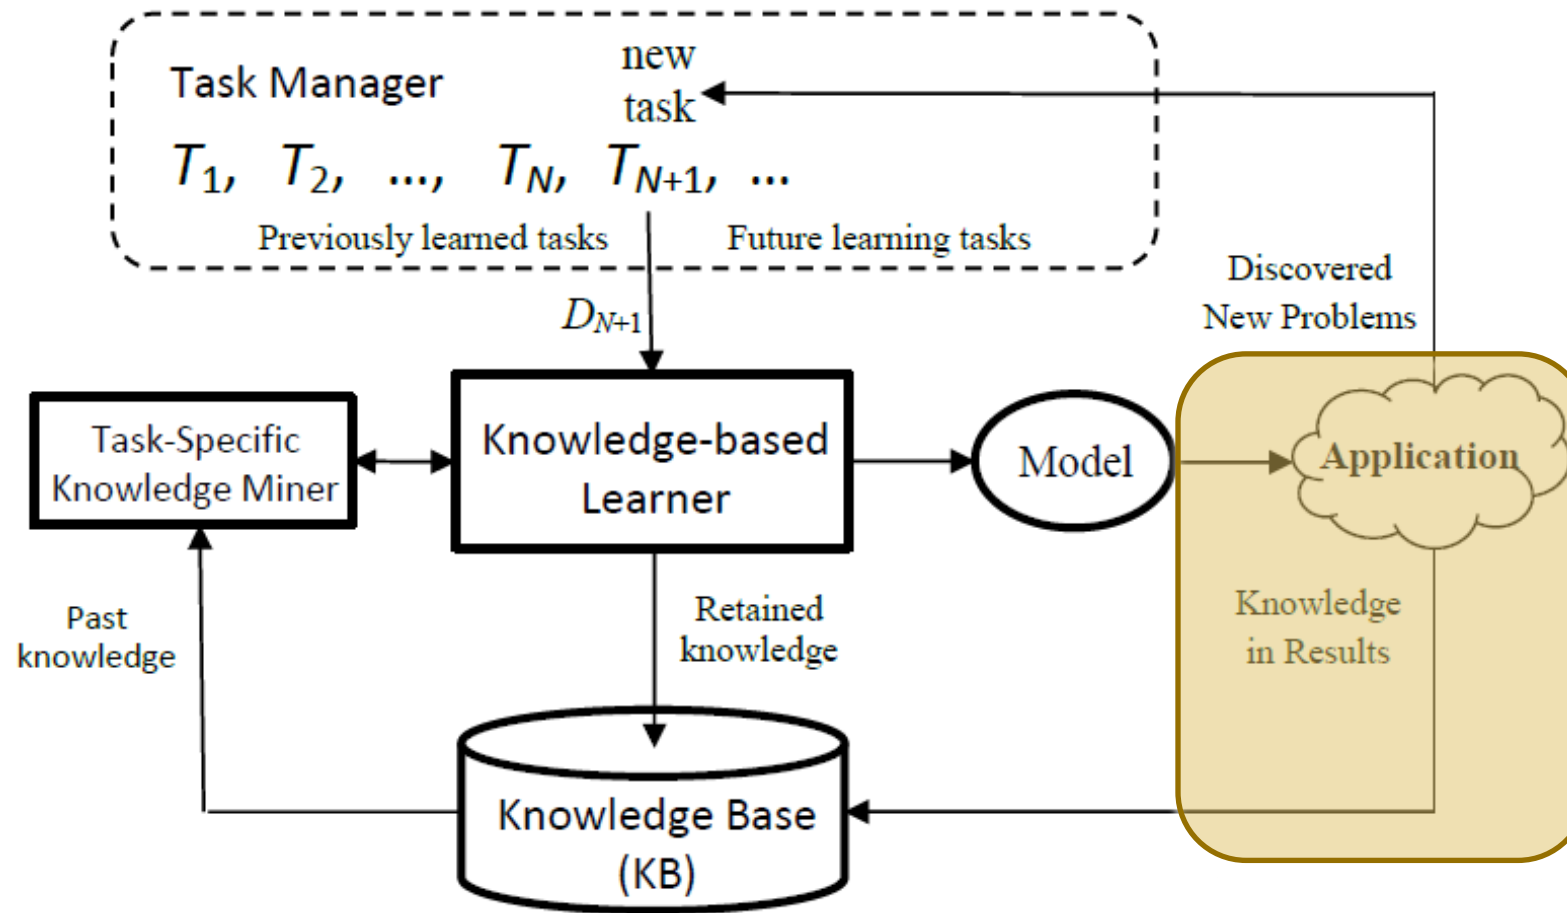 new
task
Task Manager
T1, T2, ..., TN, TN+1, ...
Previously learned tasks
Future learning tasks
Discovered
New Problems
DN+1
Task-Specific
Knowledge Miner
Knowledge-based
Learner
Model
Application
Past
knowledge
Retained
knowledge
Knowledge
in Results
Knowledge Base
(KB)